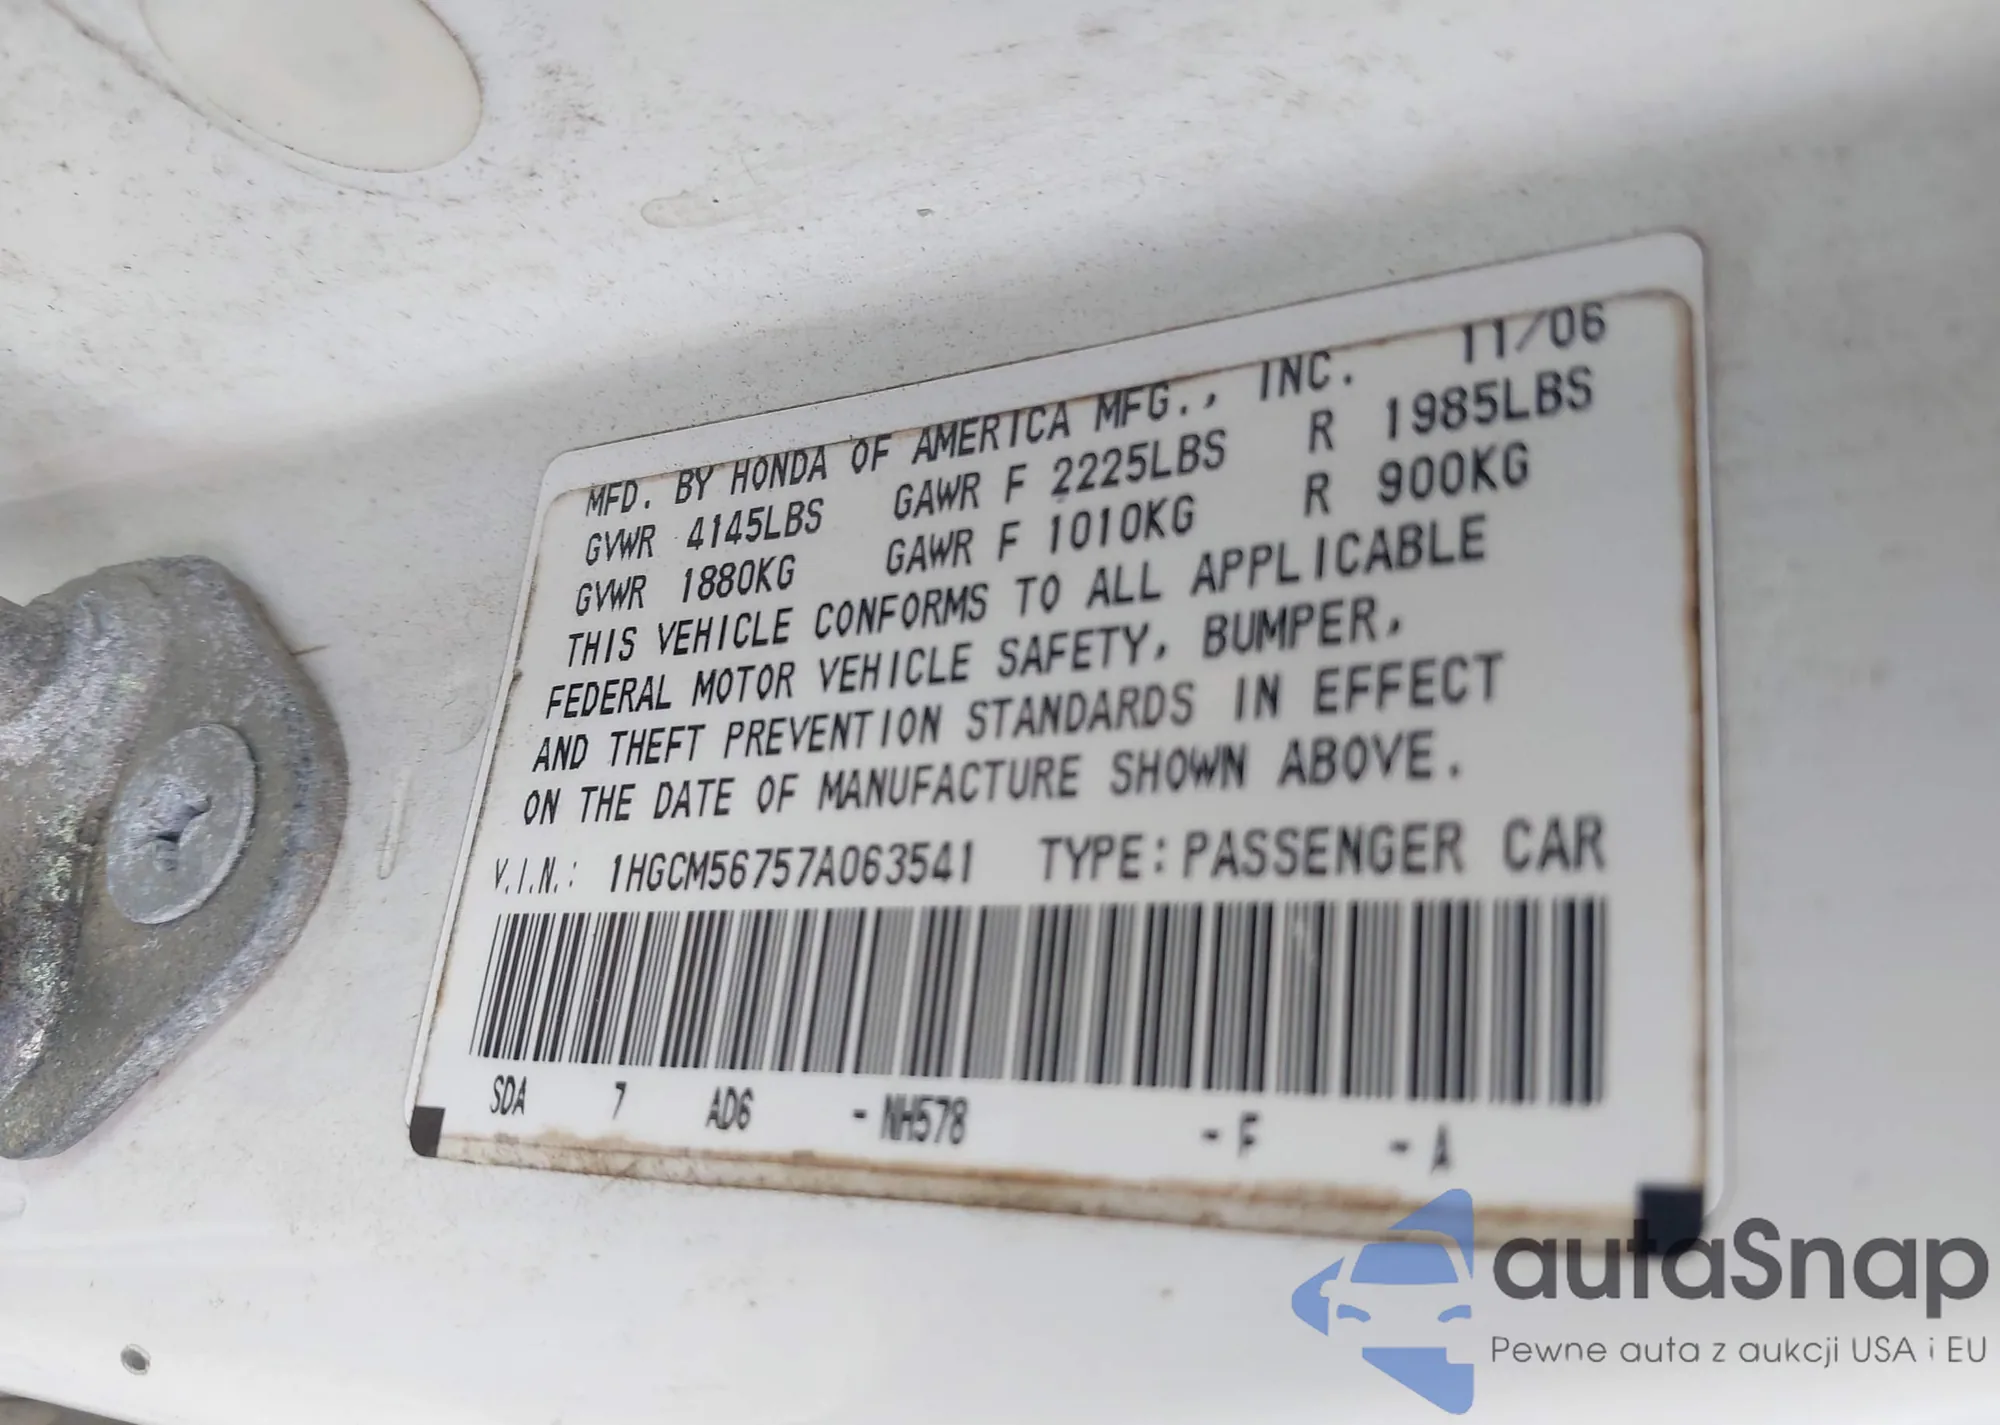 MFD. BY HONDA OF AMERICA MFG., INC. 11/06
GVWR 4145LBS GAWR F 2225LBS R 1985LBS
GVWR 1880KG GAWR F 1010KG R 900KG
THIS VEHICLE CONFORMS TO ALL APPLICABLE
FEDERAL MOTOR VEHICLE SAFETY, BUMPER,
AND THEFT PREVENTION STANDARDS IN EFFECT
ON THE DATE OF MANUFACTURE SHOWN ABOVE.
V.I.N.: 1HGCM56757A063541 TYPE: PASSENGER CAR
SDA 7 AD6 - NH578 - F - A
autaSnap
Pewne auta z aukcji USA i EU